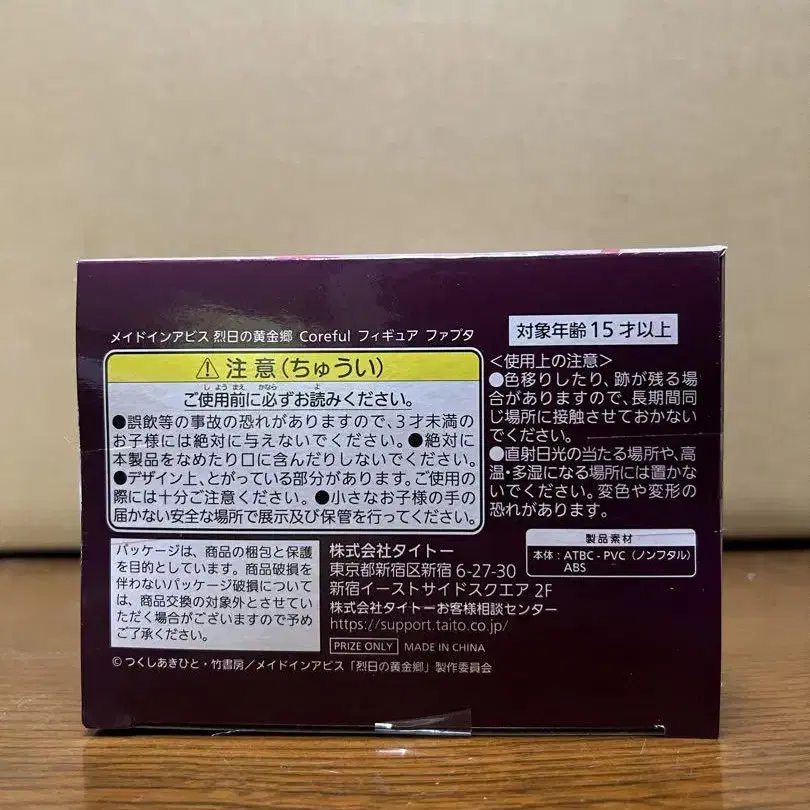 メイドインアビス 烈日の黄金郷 Coreful フィギュア ファプタ
⚠注意(ちゅうい)
しようまえ かなら よ
ご使用前に必ずお読みください。
●誤飲等の事故の恐れがありますので、3才未満の
お子様には絶対に与えないでください。●絶対に
本製品をなめたり口に含んだりしないでください。
●デザイン上、とがっている部分があります。ご使用の
際には十分ご注意ください。●小さなお子様の手の
届かない安全な場所で展示及び保管を行ってください。
対象年齢15才以上
<使用上の注意>
●色移りしたり、跡が残る場
合がありますので、長期間同
じ場所に接触させておかない
でください。
●直射日光の当たる場所や、高
温・多湿になる場所には置かな
いでください。変色や変形の
恐れがあります。
製品素材
本体:ATBC-PVC(ノンフタル)
ABS
パッケージは、商品の梱包と保護
を目的としています。商品破損を
伴わないパッケージ破損について
は、商品交換の対象外とさせてい
ただく場合がございますので予め
ご了承ください。
株式会社タイトー
東京都新宿区新宿 6-27-30
新宿イーストサイドスクエア 2F
株式会社タイトーお客様相談センター
https://support.taito.co.jp/
PRIZE ONLY MADE IN CHINA
© つくしあきひと・竹書房/メイドインアビス「烈日の黄金郷」製作委員会